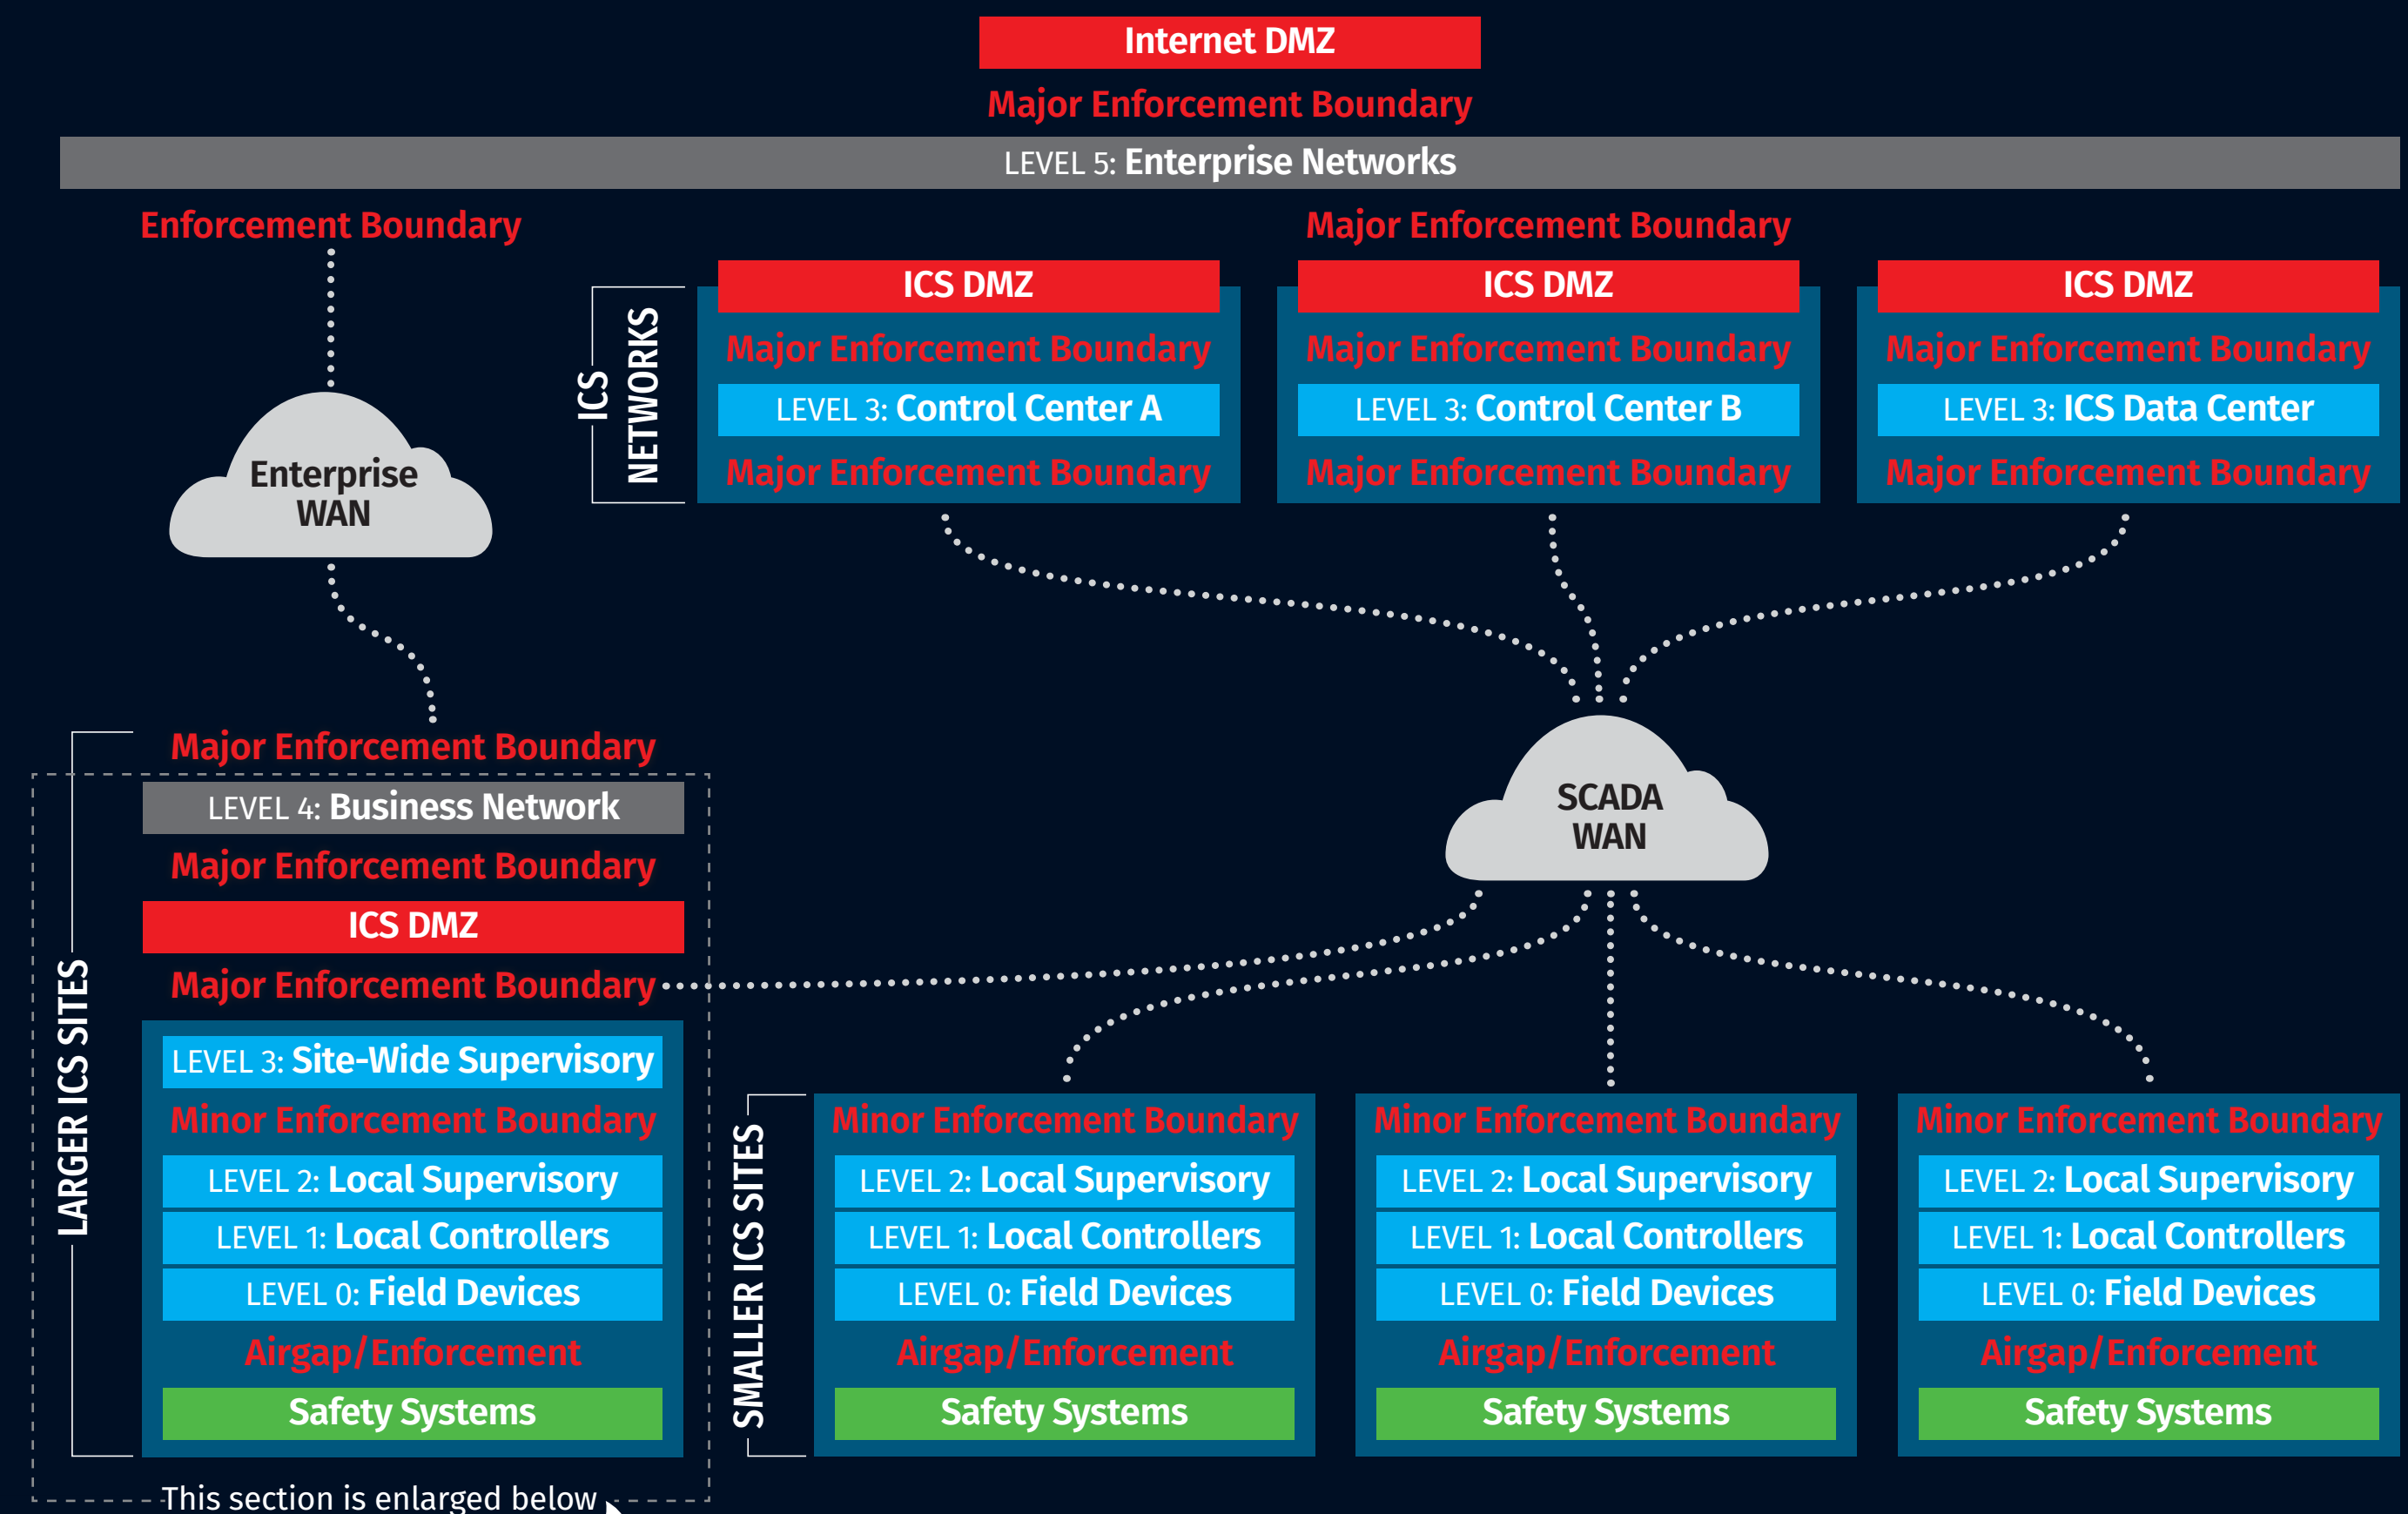 Internet DMZ
Major Enforcement Boundary
LEVEL 5: Enterprise Networks
Enforcement Boundary
Enterprise
WAN
Major Enforcement Boundary
ICS
NETWORKS
ICS DMZ
Major Enforcement Boundary
LEVEL 3: Control Center A
Major Enforcement Boundary
ICS DMZ
Major Enforcement Boundary
LEVEL 3: Control Center B
Major Enforcement Boundary
ICS DMZ
Major Enforcement Boundary
LEVEL 3: ICS Data Center
Major Enforcement Boundary
SCADA
WAN
LARGER ICS SITES
Major Enforcement Boundary
LEVEL 4: Business Network
Major Enforcement Boundary
ICS DMZ
Major Enforcement Boundary
LEVEL 3: Site-Wide Supervisory
Minor Enforcement Boundary
LEVEL 2: Local Supervisory
LEVEL 1: Local Controllers
LEVEL 0: Field Devices
Airgap/Enforcement
Safety Systems
This section is enlarged below
SMALLER ICS SITES
Minor Enforcement Boundary
LEVEL 2: Local Supervisory
LEVEL 1: Local Controllers
LEVEL 0: Field Devices
Airgap/Enforcement
Safety Systems
Minor Enforcement Boundary
LEVEL 2: Local Supervisory
LEVEL 1: Local Controllers
LEVEL 0: Field Devices
Airgap/Enforcement
Safety Systems
Minor Enforcement Boundary
LEVEL 2: Local Supervisory
LEVEL 1: Local Controllers
LEVEL 0: Field Devices
Airgap/Enforcement
Safety Systems